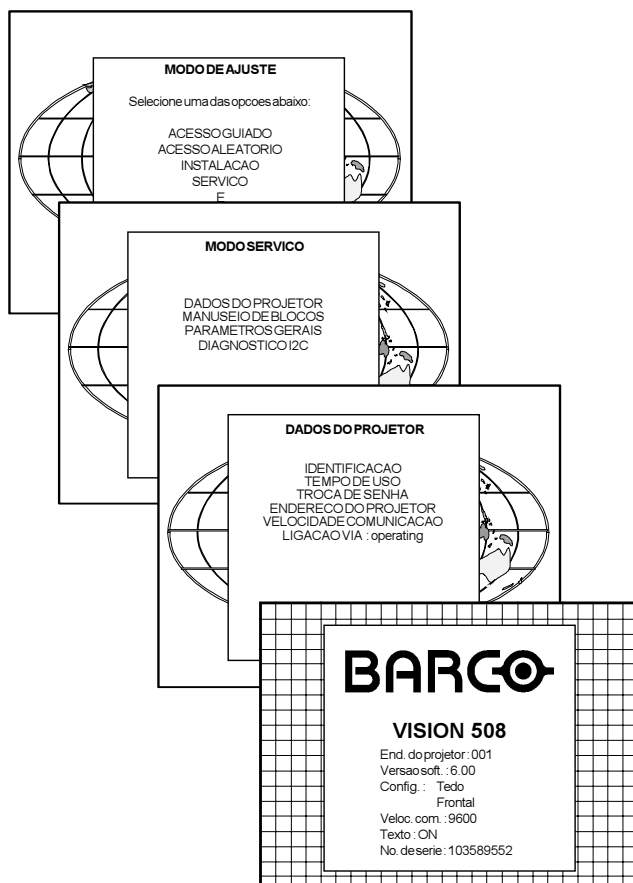 MODO DE AJUSTE
Selecione uma das opcoes abaixo:
ACESSO GUIADO
ACESSO ALEATORIO
INSTALACAO
SERVICO
E
MODO SERVICO
DADOS DO PROJETOR
MANUSEIO DE BLOCOS
PARAMETROS GERAIS
DIAGNOSTICO I2C
DADOS DO PROJETOR
IDENTIFICACAO
TEMPO DE USO
TROCA DE SENHA
ENDERECO DO PROJETOR
VELOCIDADE COMUNICACAO
LIGACAO VIA : operating
BARCO
VISION 508
End. do projetor : 001
Versao soft. : 6.00
Config. : Tedo
Frontal
Veloc. com. : 9600
Texto : ON
No. de serie : 103589552